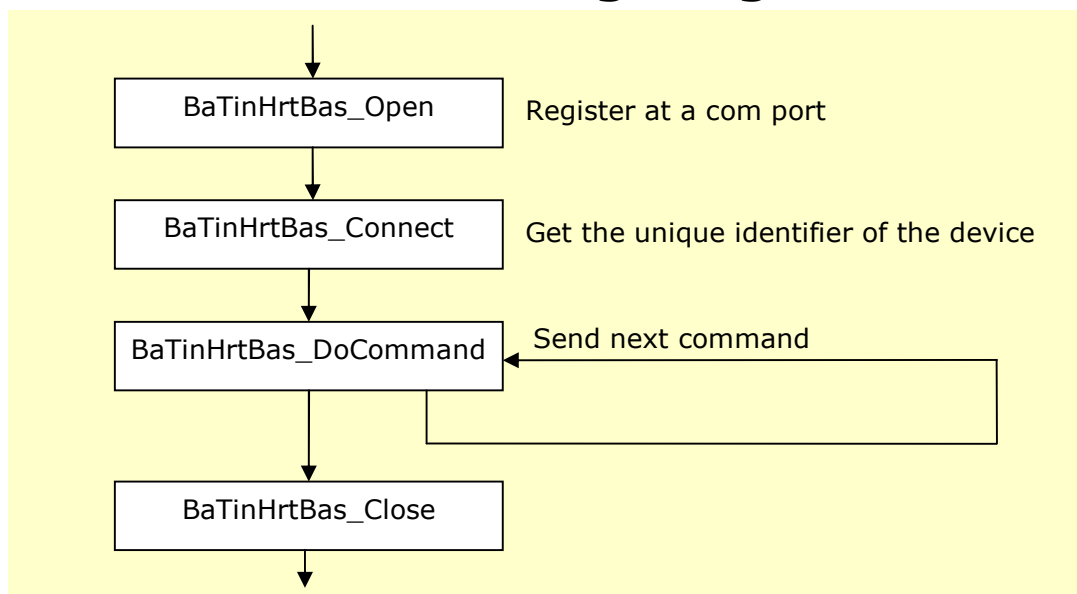 BaTinHrtBas_Open
Register at a com port
BaTinHrtBas_Connect
Get the unique identifier of the device
BaTinHrtBas_DoCommand
Send next command
BaTinHrtBas_Close